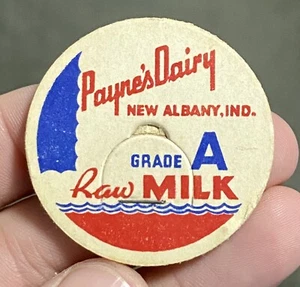 Payne's Dairy
NEW ALBANY, IND.
GRADE A
Raw MILK